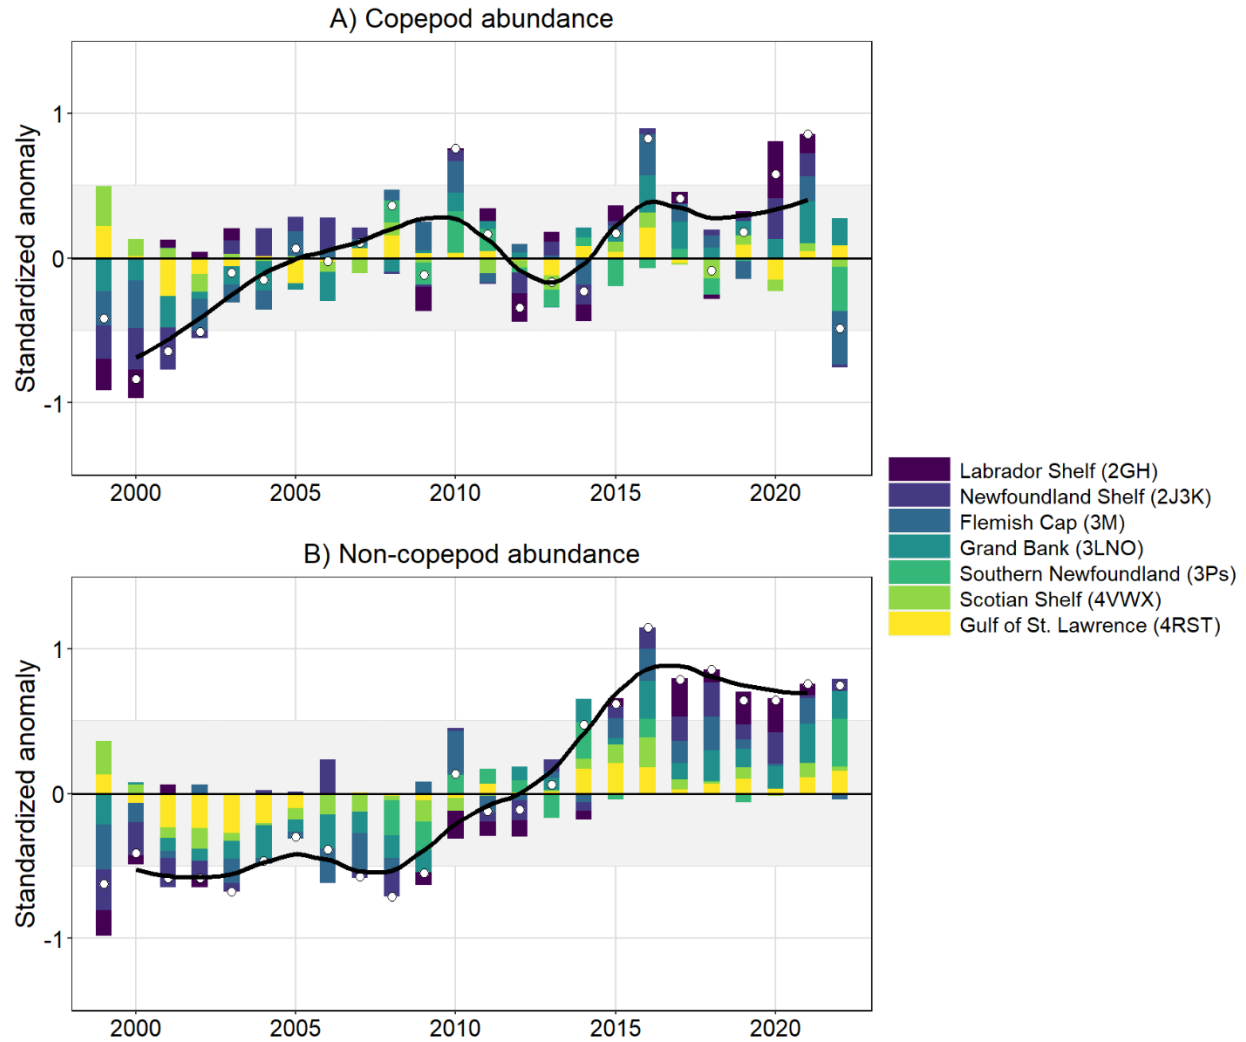 A) Copepod abundance
Standardized anomaly
1
0
-1
2000 2005 2010 2015 2020
Labrador Shelf (2GH)
Newfoundland Shelf (2J3K)
Flemish Cap (3M)
Grand Bank (3LNO)
Southern Newfoundland (3Ps)
Scotian Shelf (4VWX)
Gulf of St. Lawrence (4RST)
B) Non-copepod abundance
Standardized anomaly
1
0
-1
2000 2005 2010 2015 2020